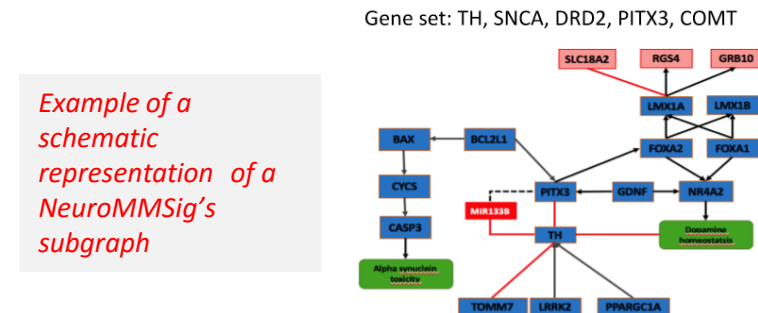 Gene set: TH, SNCA, DRD2, PITX3, COMT
Example of a
schematic
representation of a
NeuroMMSig's
subgraph
SLC18A2 RGS4 GRB10
LMX1A LMX1B
BAX BCL2L1 FOXA2 FOXA1
CYCS PITX3 GDNF NR4A2
MIR133B
CASP3 TH Dopamine
homeostatsis
Alpha synuclein
toxicity
TOMM7 LRRK2 PPARGC1A